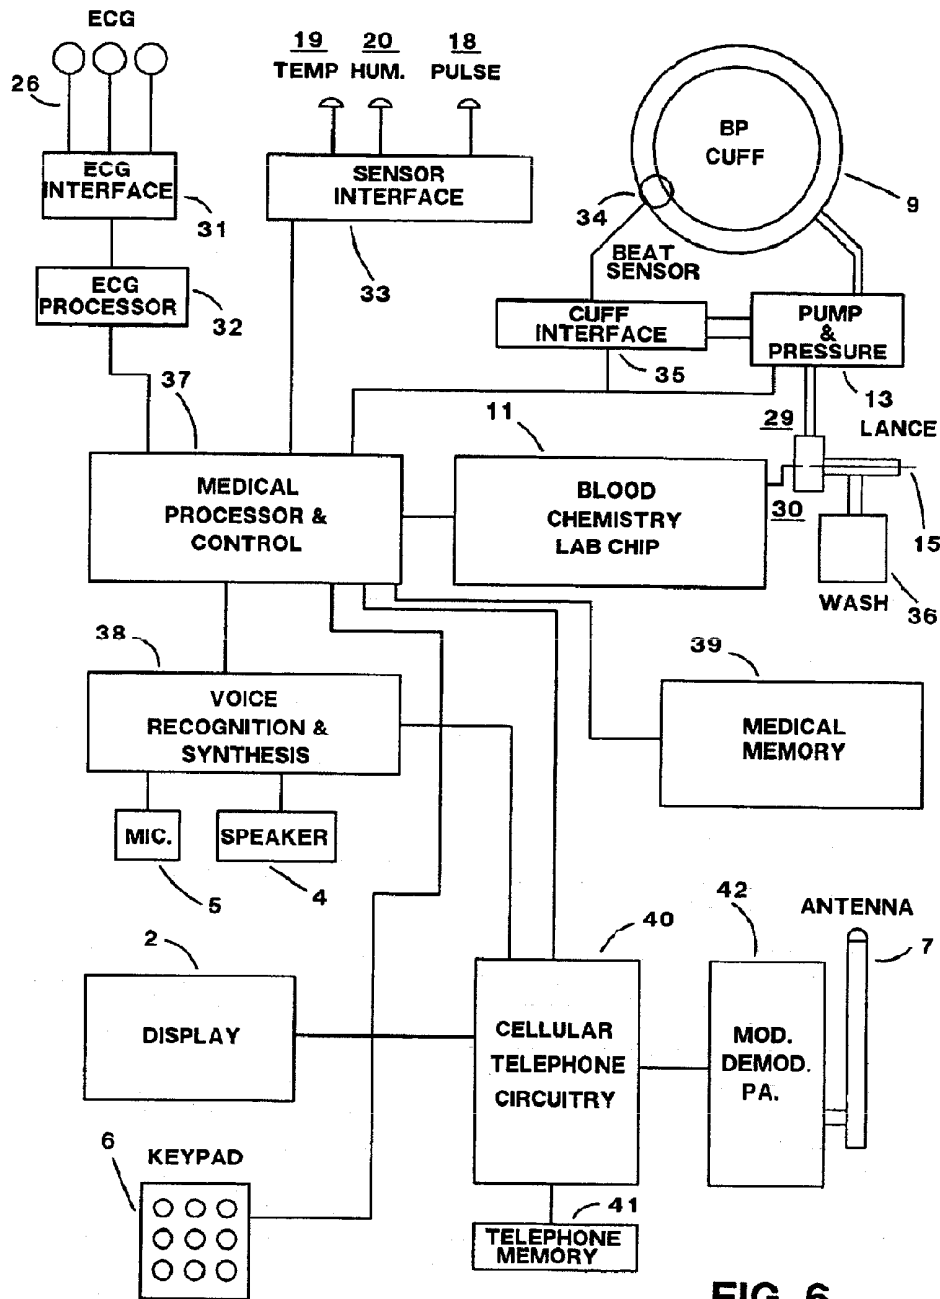 ECG
26
ECG
INTERFACE
31
ECG
PROCESSOR
32
19
20
18
TEMP
HUM.
PULSE
SENSOR
INTERFACE
33
BP
CUFF
9
34
BEAT
SENSOR
CUFF
INTERFACE
35
PUMP
&
PRESSURE
13
LANCE
29
30
15
WASH
36
37
MEDICAL
PROCESSOR &
CONTROL
11
BLOOD
CHEMISTRY
LAB CHIP
38
VOICE
RECOGNITION &
SYNTHESIS
MIC.
5
SPEAKER
4
39
MEDICAL
MEMORY
2
DISPLAY
40
CELLULAR
TELEPHONE
CIRCUITRY
42
MOD.
DEMOD.
PA.
ANTENNA
7
6
KEYPAD
41
TELEPHONE
MEMORY
FIG. 6